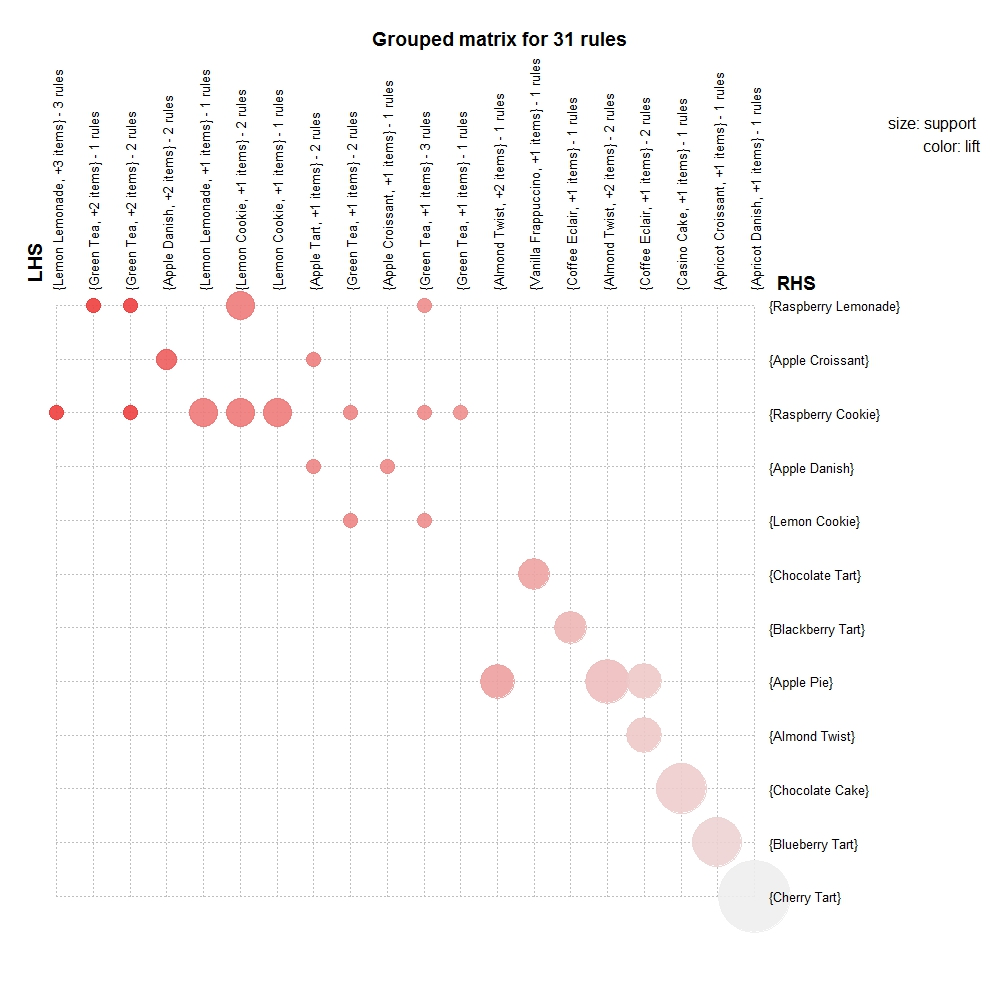 Grouped matrix for 31 rules
size: support
color: lift
LHS
{Lemon Lemonade, +3 items} - 3 rules
{Green Tea, +2 items} - 1 rules
{Green Tea, +2 items} - 2 rules
{Apple Danish, +2 items} - 2 rules
{Lemon Lemonade, +1 items} - 1 rules
{Lemon Cookie, +1 items} - 2 rules
{Lemon Cookie, +1 items} - 1 rules
{Apple Tart, +1 items} - 2 rules
{Green Tea, +1 items} - 2 rules
{Apple Croissant, +1 items} - 2 rules
{Green Tea, +1 items} - 3 rules
{Green Tea, +1 items} - 1 rules
{Almond Twist, +2 items} - 1 rules
{Vanilla Frappuccino, +1 items} - 1 rules
{Coffee Eclair, +1 items} - 1 rules
{Almond Twist, +2 items} - 2 rules
{Coffee Eclair, +1 items} - 2 rules
{Casino Cake, +1 items} - 1 rules
{Apricot Croissant, +1 items} - 1 rules
{Apricot Danish, +1 items} - 1 rules
RHS
{Raspberry Lemonade}
{Apple Croissant}
{Raspberry Cookie}
{Apple Danish}
{Lemon Cookie}
{Chocolate Tart}
{Blackberry Tart}
{Apple Pie}
{Almond Twist}
{Chocolate Cake}
{Blueberry Tart}
{Cherry Tart}